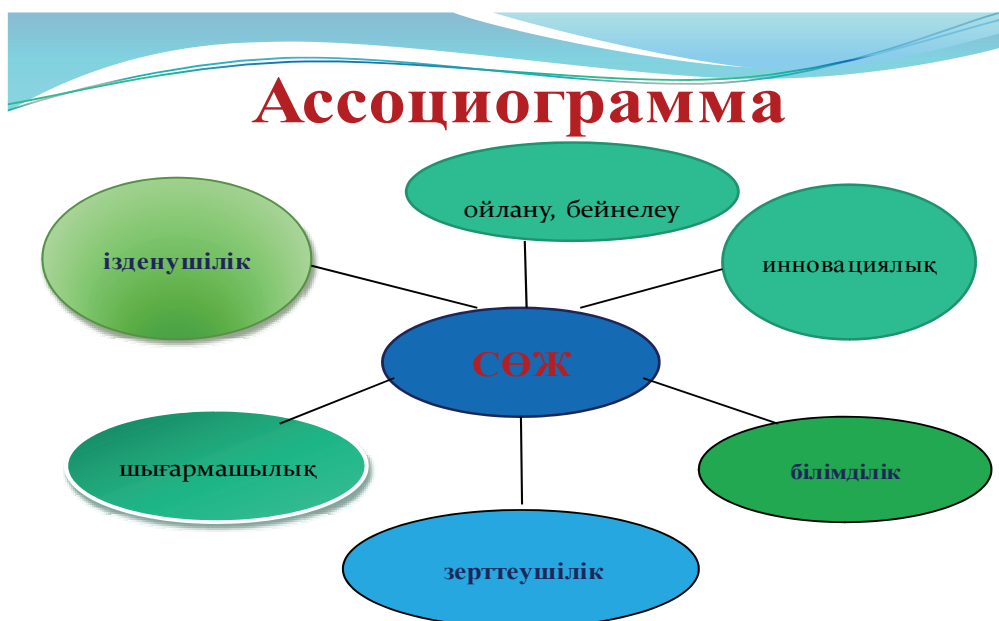 Ассоциограмма
ойлану, бейнелеу
ізденушілік
инновациялық
СӨЖ
шығармашылық
білімділік
зерттеушілік